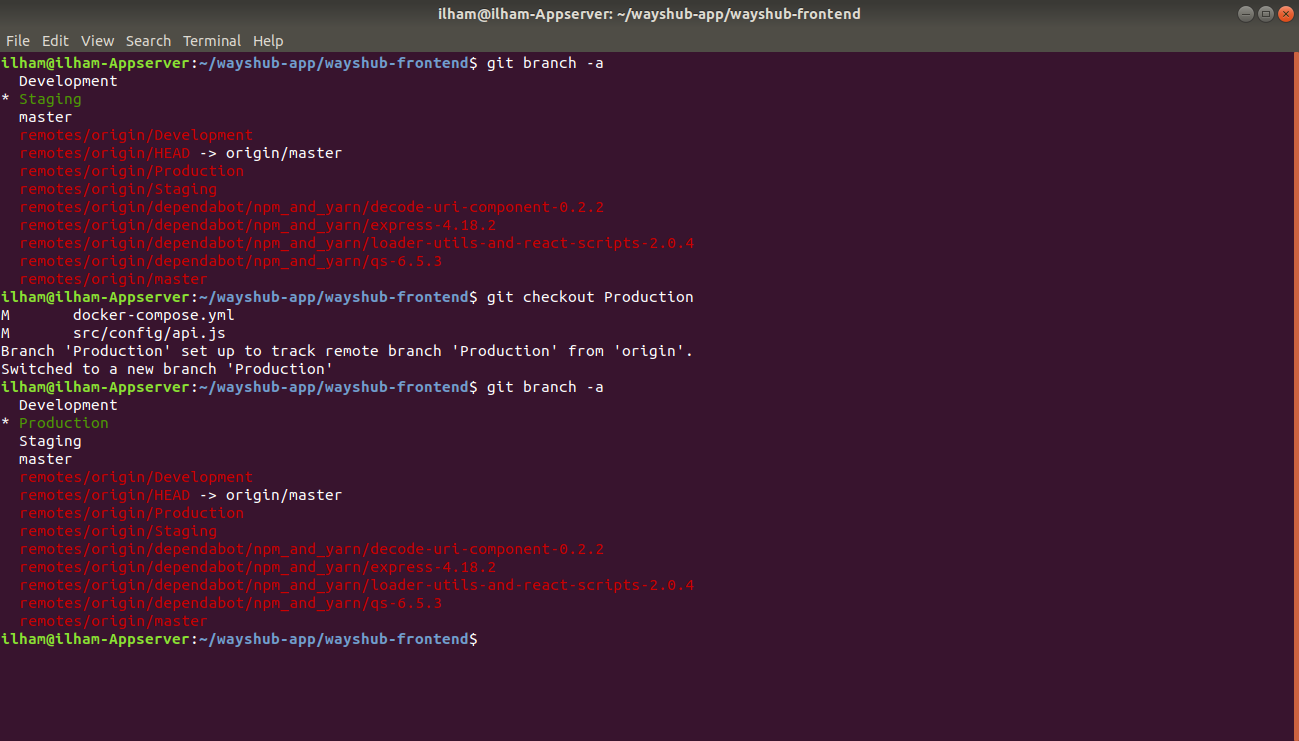 ilham@ilham-Appserver: ~/wayshub-app/wayshub-frontend
File Edit View Search Terminal Help
ilham@ilham-Appserver:~/wayshub-app/wayshub-frontend$ git branch -a
  Development
* Staging
  master
  remotes/origin/Development
  remotes/origin/HEAD -> origin/master
  remotes/origin/Production
  remotes/origin/Staging
  remotes/origin/dependabot/npm_and_yarn/decode-uri-component-0.2.2
  remotes/origin/dependabot/npm_and_yarn/express-4.18.2
  remotes/origin/dependabot/npm_and_yarn/loader-utils-and-react-scripts-2.0.4
  remotes/origin/dependabot/npm_and_yarn/qs-6.5.3
  remotes/origin/master
ilham@ilham-Appserver:~/wayshub-app/wayshub-frontend$ git checkout Production
M       docker-compose.yml
M       src/config/api.js
Branch 'Production' set up to track remote branch 'Production' from 'origin'.
Switched to a new branch 'Production'
ilham@ilham-Appserver:~/wayshub-app/wayshub-frontend$ git branch -a
  Development
* Production
  Staging
  master
  remotes/origin/Development
  remotes/origin/HEAD -> origin/master
  remotes/origin/Production
  remotes/origin/Staging
  remotes/origin/dependabot/npm_and_yarn/decode-uri-component-0.2.2
  remotes/origin/dependabot/npm_and_yarn/express-4.18.2
  remotes/origin/dependabot/npm_and_yarn/loader-utils-and-react-scripts-2.0.4
  remotes/origin/dependabot/npm_and_yarn/qs-6.5.3
  remotes/origin/master
ilham@ilham-Appserver:~/wayshub-app/wayshub-frontend$